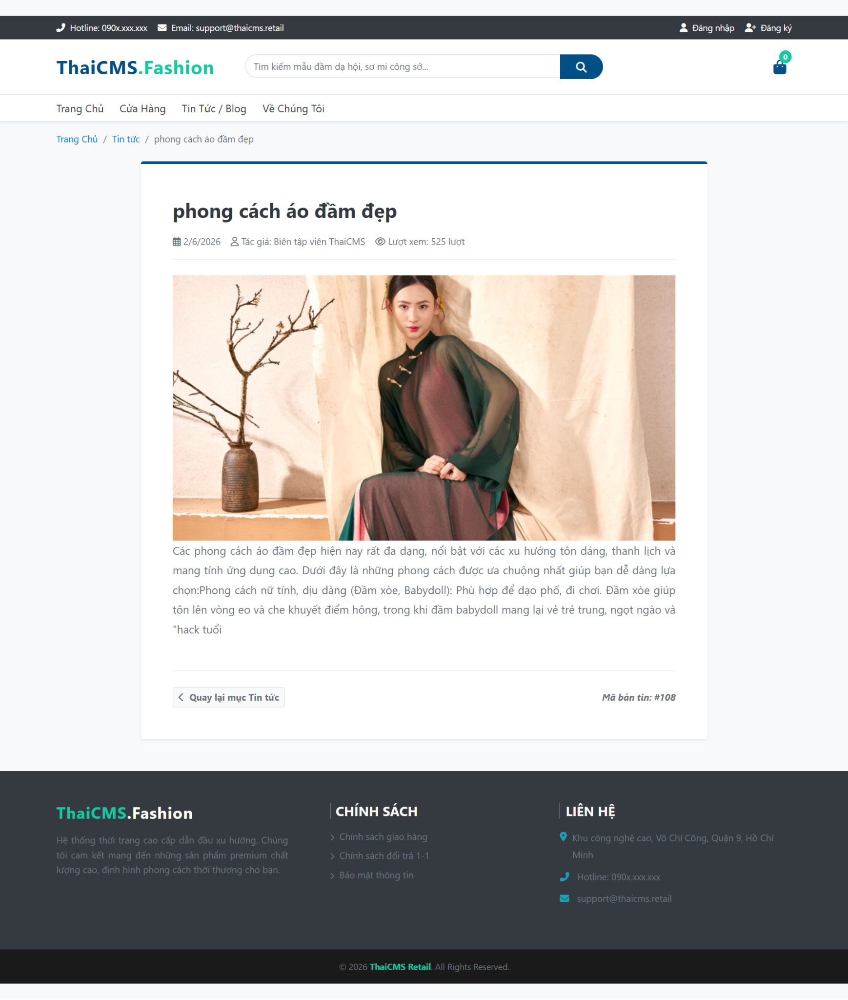 Hotline: 090x.xxx.xxx Email: support@thaicms.retail Đăng nhập Đăng ký
ThaiCMS.Fashion Tìm kiếm mẫu đầm dạ hội, sơ mi công sở... 0
Trang Chủ Cửa Hàng Tin Tức / Blog Về Chúng Tôi
Trang Chủ / Tin tức / phong cách áo đầm đẹp
phong cách áo đầm đẹp
2/6/2026 Tác giả: Biên tập viên ThaiCMS Lượt xem: 525 lượt
Các phong cách áo đầm đẹp hiện nay rất đa dạng, nổi bật với các xu hướng tôn dáng, thanh lịch và
mang tính ứng dụng cao. Dưới đây là những phong cách được ưa chuộng nhất giúp bạn dễ dàng lựa
chọn:Phong cách nữ tính, dịu dàng (Đầm xòe, Babydoll): Phù hợp để dạo phố, đi chơi. Đầm xòe giúp
tôn lên vòng eo và che khuyết điểm hông, trong khi đầm babydoll mang lại vẻ trẻ trung, ngọt ngào và
"hack tuổi
Quay lại mục Tin tức Mã bản tin: #108
ThaiCMS.Fashion
Hệ thống thời trang cao cấp dẫn đầu xu hướng. Chúng
tôi cam kết mang đến những sản phẩm premium chất
lượng cao, định hình phong cách thời thượng cho bạn.
CHÍNH SÁCH
Chính sách giao hàng
Chính sách đổi trả 1-1
Bảo mật thông tin
LIÊN HỆ
Khu công nghệ cao, Võ Chí Công, Quận 9, Hồ Chí
Minh
Hotline: 090x.xxx.xxx
support@thaicms.retail
© 2026 ThaiCMS Retail. All Rights Reserved.